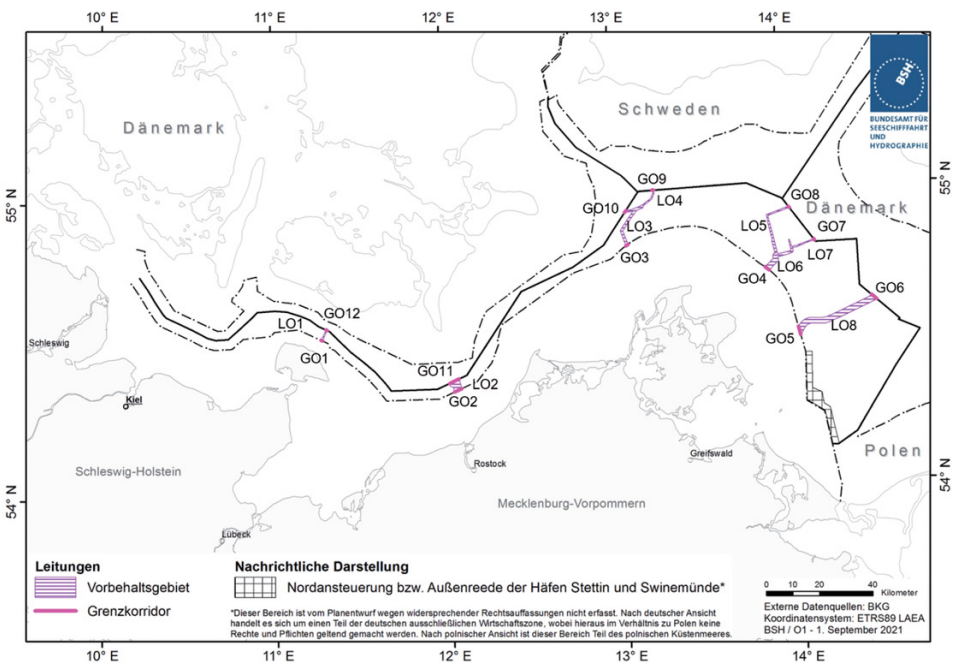 10° E 11° E 12° E 13° E 14° E
Dänemark
Schweden
BSH
BUNDESAMT FÜR
SEESCHIFFFAHRT
UND
HYDROGRAPHIE
55° N
55° N
GO9
GO8
GO10
LO4
Dänemark
LO3
LO5
GO7
GO3
LO7
GO4
LO6
GO6
GO12
LO1
LO8
GO5
GO1
Schleswig
GO11
LO2
GO2
Kiel
Polen
Greifswald
Rostock
Schleswig-Holstein
54° N
54° N
Mecklenburg-Vorpommern
Lübeck
Leitungen
Vorbehaltsgebiet
Grenzkorridor
Nachrichtliche Darstellung
Nordansteuerung bzw. Außenreede der Häfen Stettin und Swinemünde*
*Dieser Bereich ist vom Planentwurf wegen widersprechender Rechtsauffassungen nicht erfasst. Nach deutscher Ansicht
handelt es sich um einen Teil der deutschen ausschließlichen Wirtschaftszone, wobei hieraus im Verhältnis zu Polen keine
Rechte und Pflichten geltend gemacht werden. Nach polnischer Ansicht ist dieser Bereich Teil des polnischen Küstenmeeres.
0 10 20 40
Kilometer
Externe Datenquellen: BKG
Koordinatensystem: ETRS89 LAEA
BSH / O1 - 1. September 2021
10° E 11° E 12° E 13° E 14° E